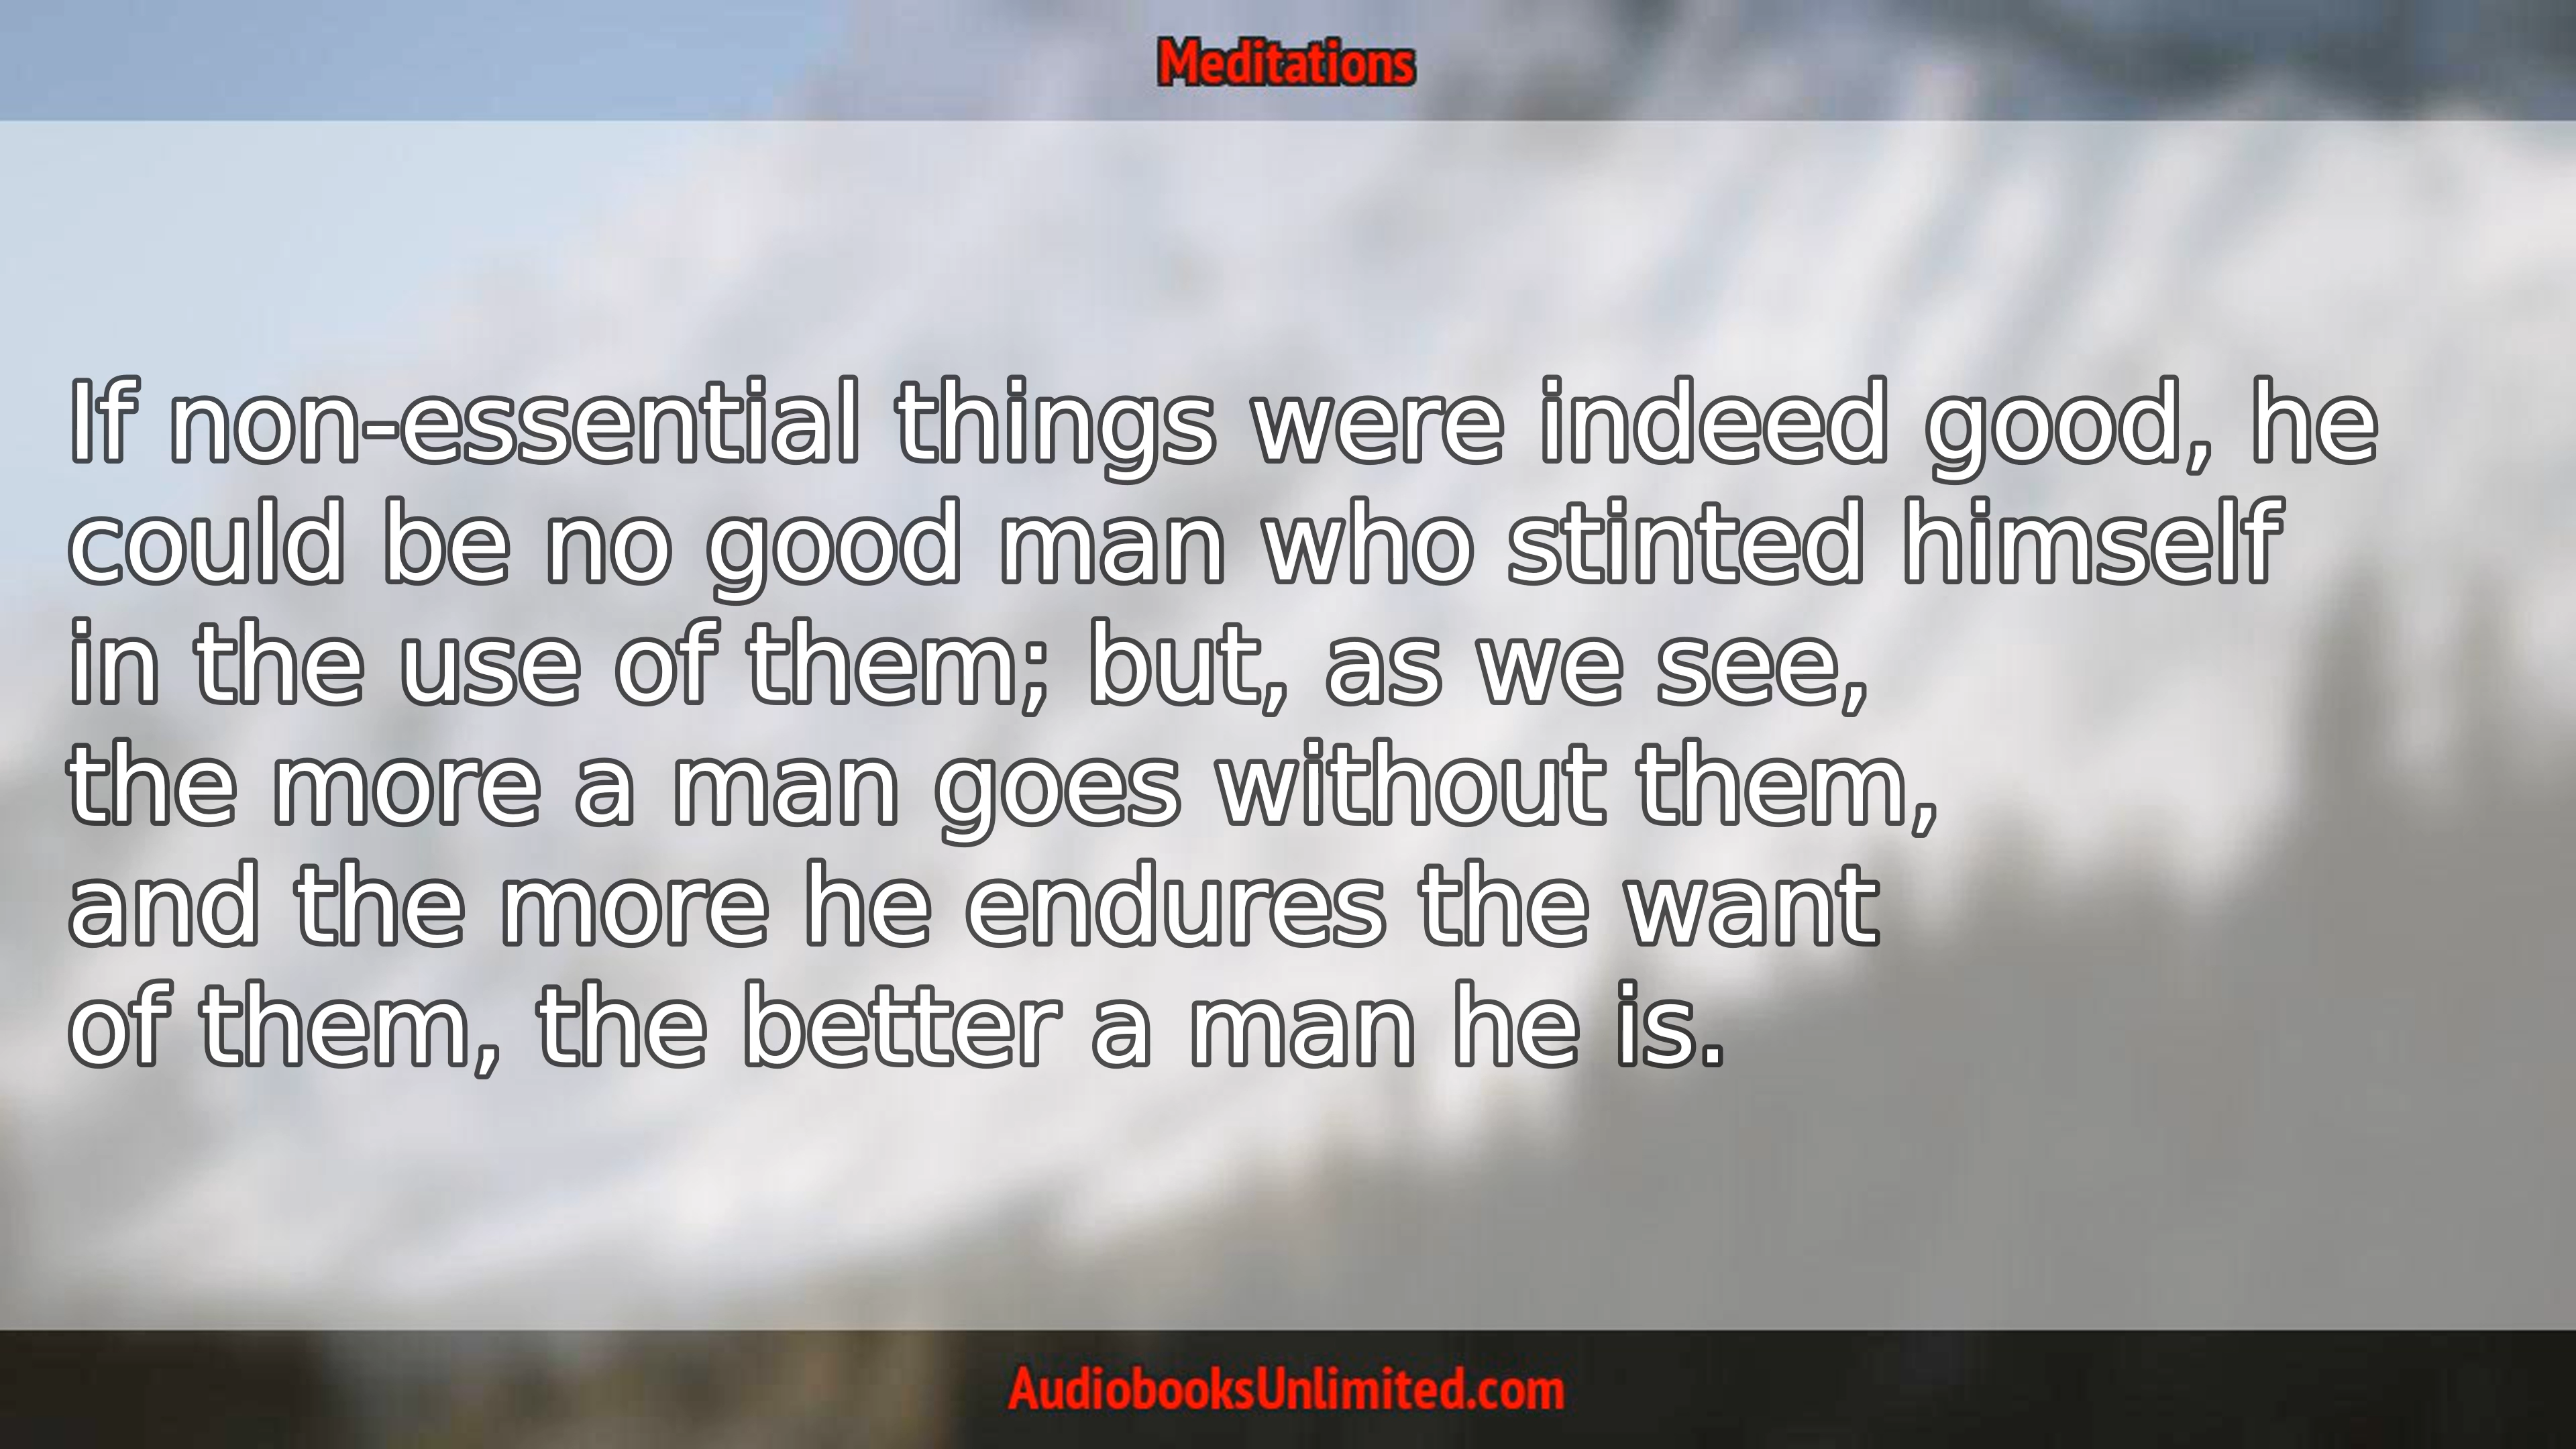 Meditations
If non-essential things were indeed good, he
could be no good man who stinted himself
in the use of them; but, as we see,
the more a man goes without them,
and the more he endures the want
of them, the better a man he is.
AudiobooksUnlimited.com